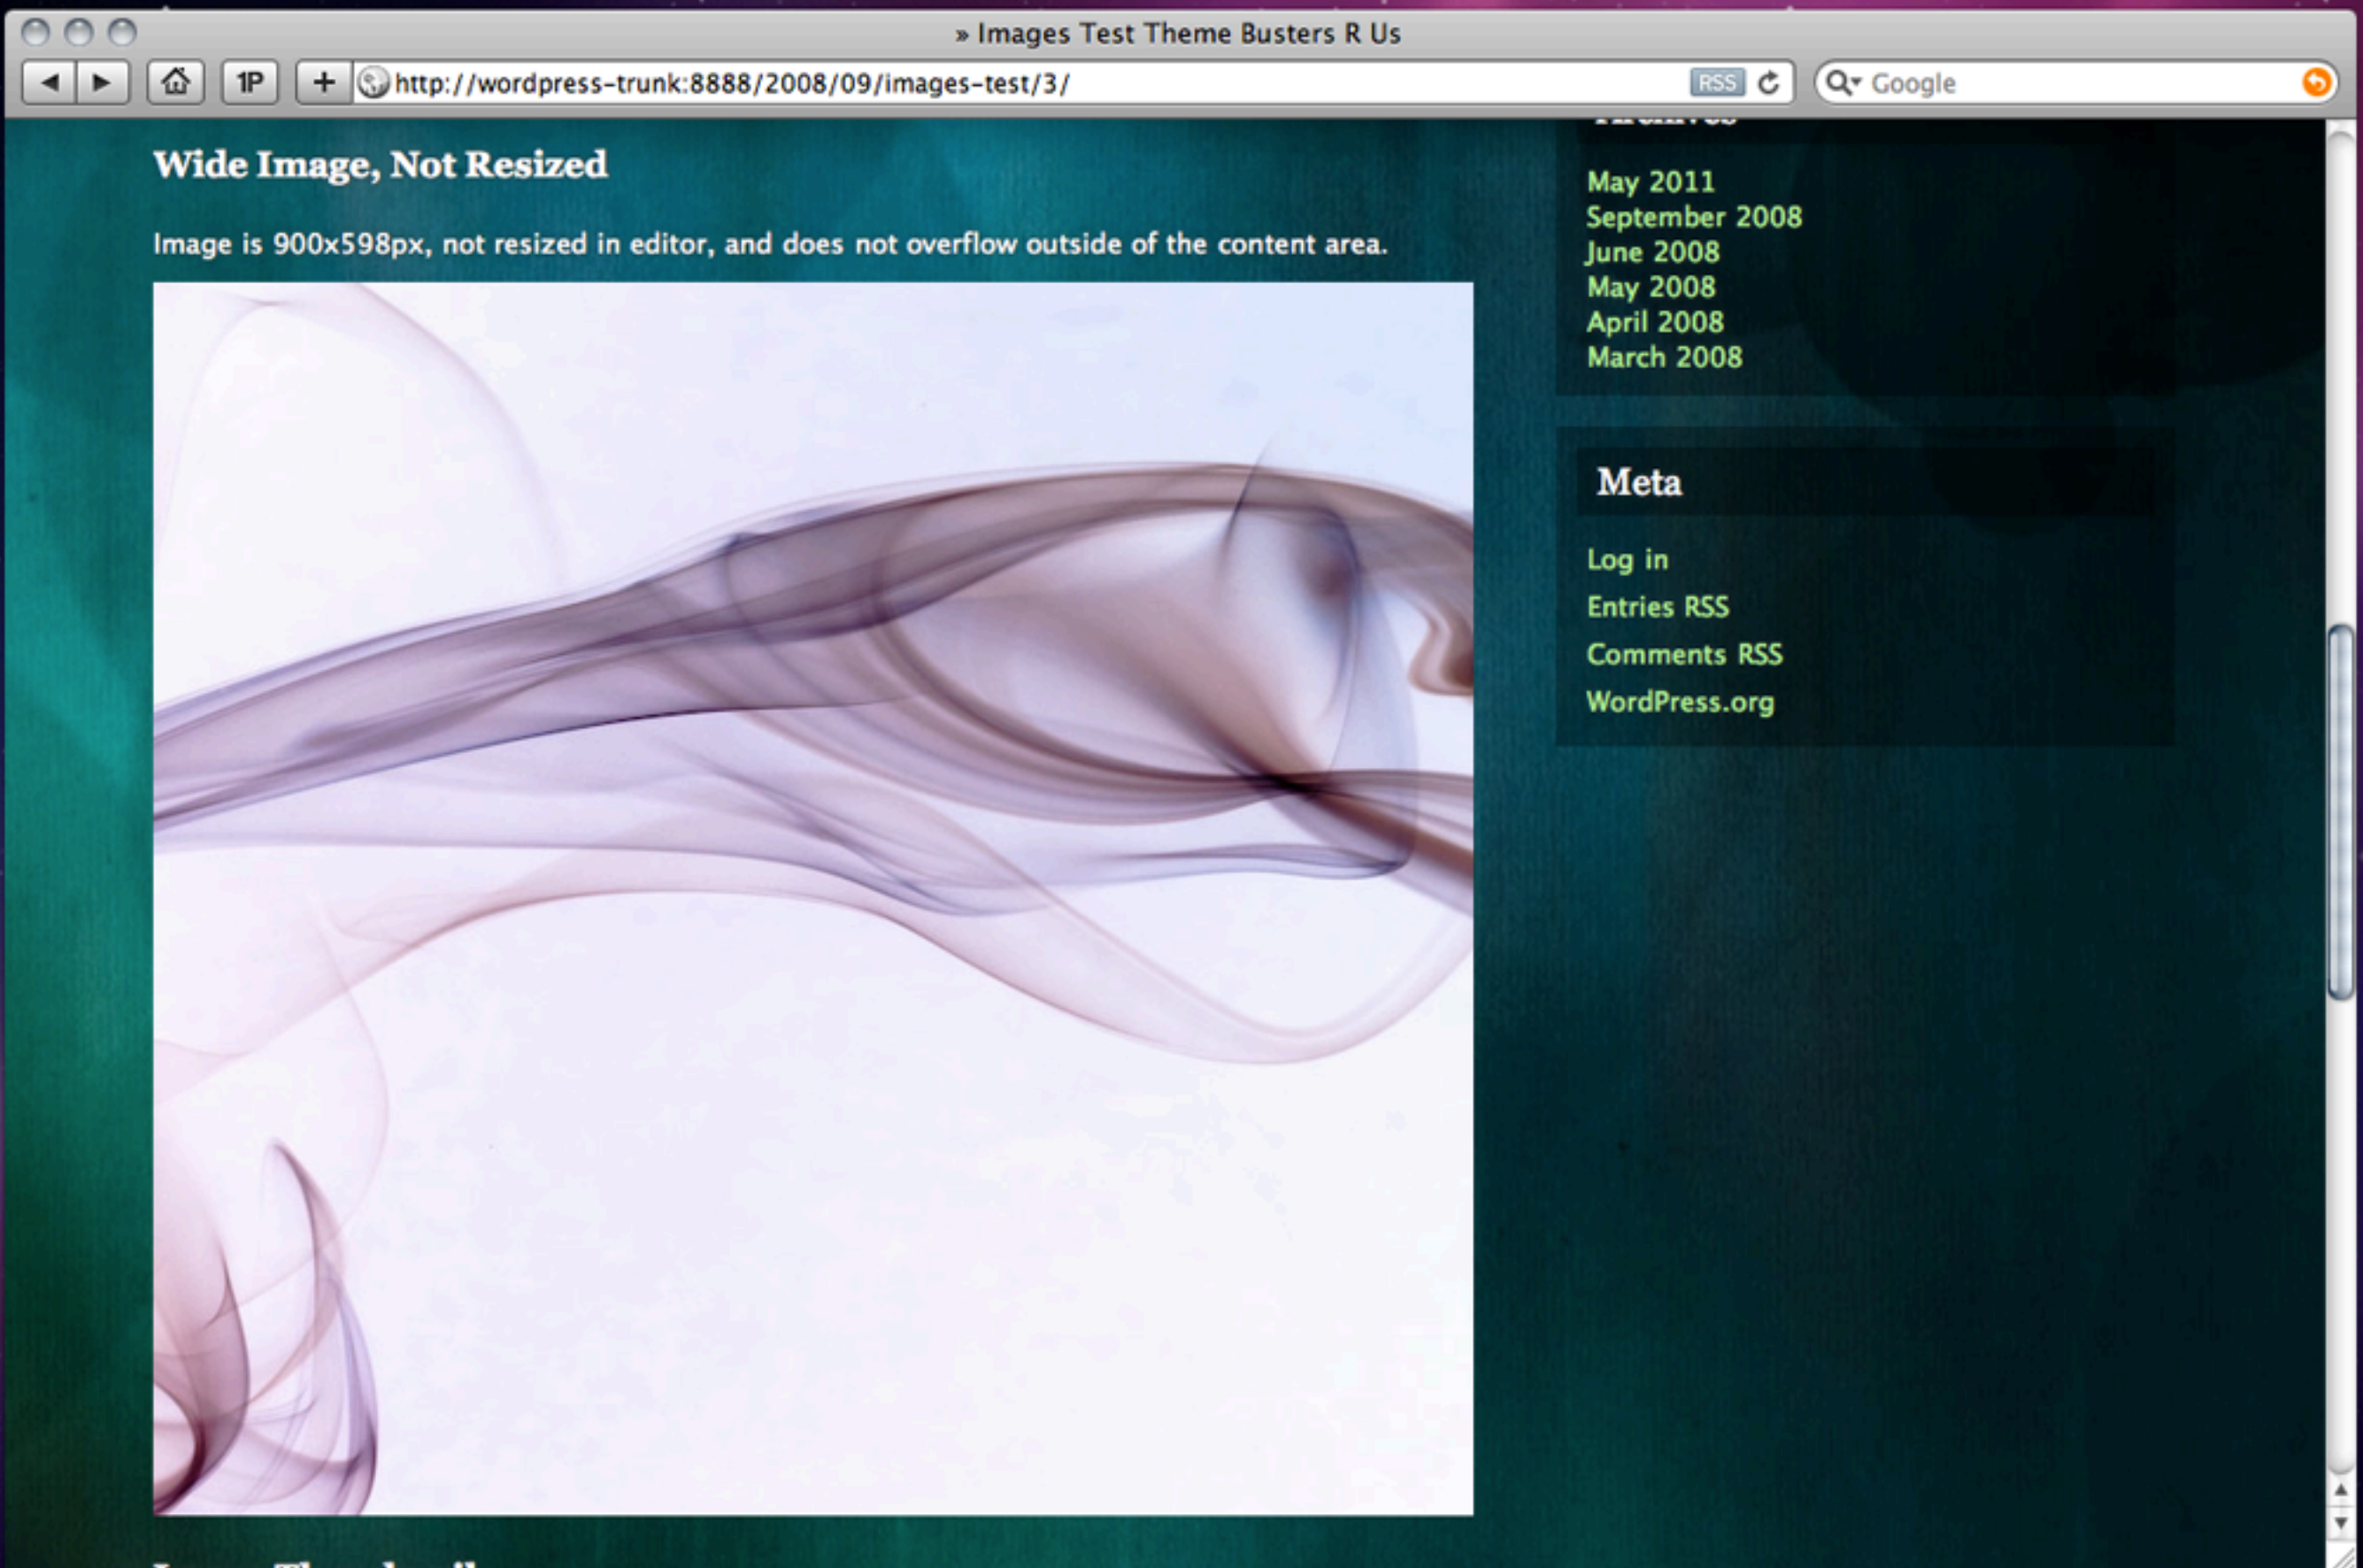 » Images Test Theme Busters R Us
1P
http://wordpress-trunk:8888/2008/09/images-test/3/
RSS
Google
Wide Image, Not Resized
Image is 900x598px, not resized in editor, and does not overflow outside of the content area.
Archives
May 2011
September 2008
June 2008
May 2008
April 2008
March 2008
Meta
Log in
Entries RSS
Comments RSS
WordPress.org